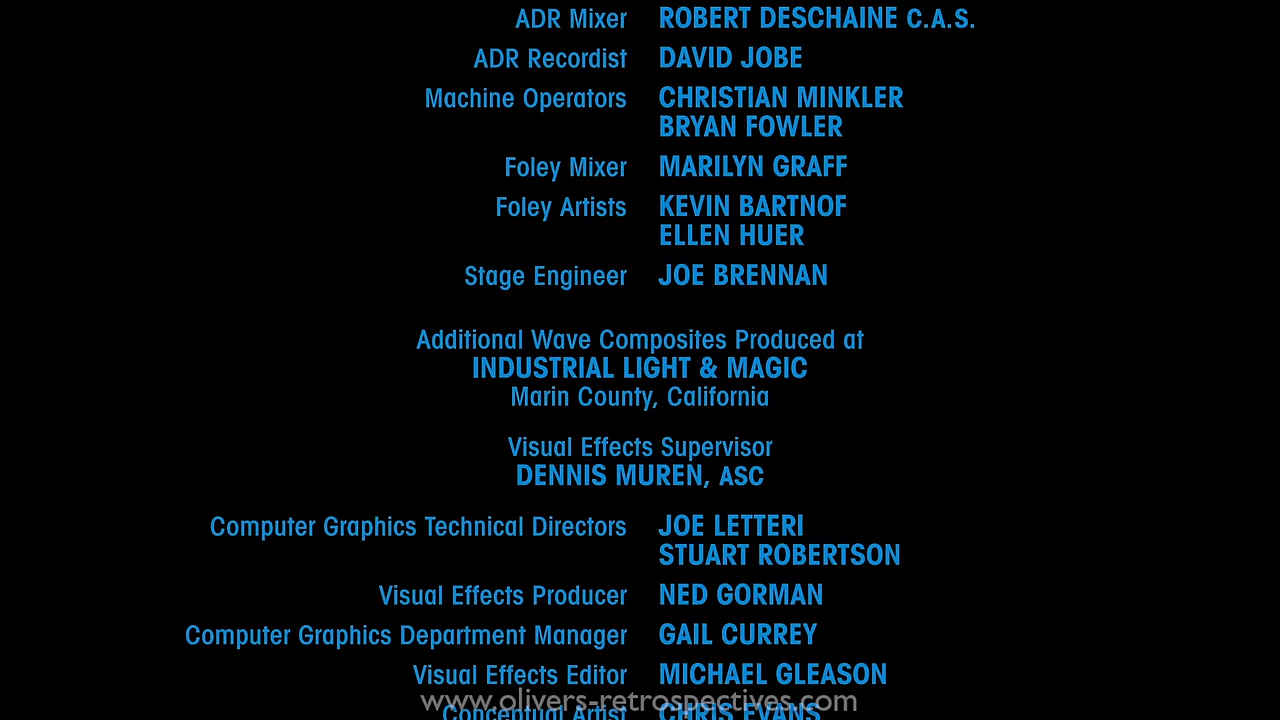 ADR Mixer ROBERT DESCHAINE C.A.S.
ADR Recordist DAVID JOBE
Machine Operators CHRISTIAN MINKLER
BRYAN FOWLER
Foley Mixer MARILYN GRAFF
Foley Artists KEVIN BARTNOF
ELLEN HUER
Stage Engineer JOE BRENNAN
Additional Wave Composites Produced at
INDUSTRIAL LIGHT & MAGIC
Marin County, California
Visual Effects Supervisor
DENNIS MUREN, ASC
Computer Graphics Technical Directors JOE LETTERI
STUART ROBERTSON
Visual Effects Producer NED GORMAN
Computer Graphics Department Manager GAIL CURREY
Visual Effects Editor MICHAEL GLEASON
www.olivers-retrospectives.com
Conceptual Artist CHRIS EVANS